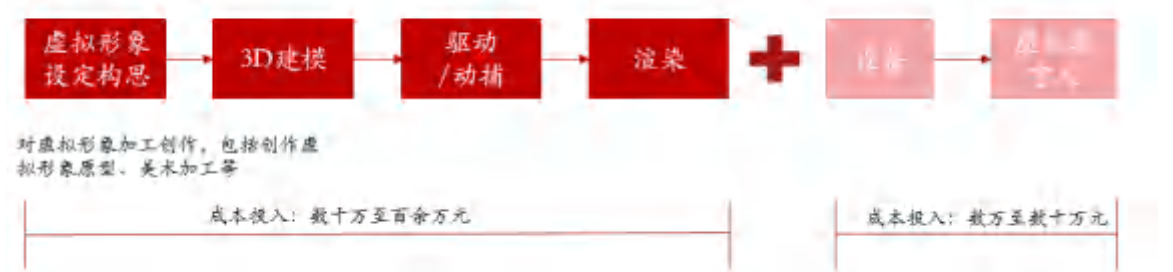 虚拟形象
设定构思
3D建模
驱动
/动捕
渲染
设备
对虚拟形象加工创作，包括创作虚
拟形象原型、美术加工等
成本投入：数十万至百余万元
成本投入：数万至数十万元